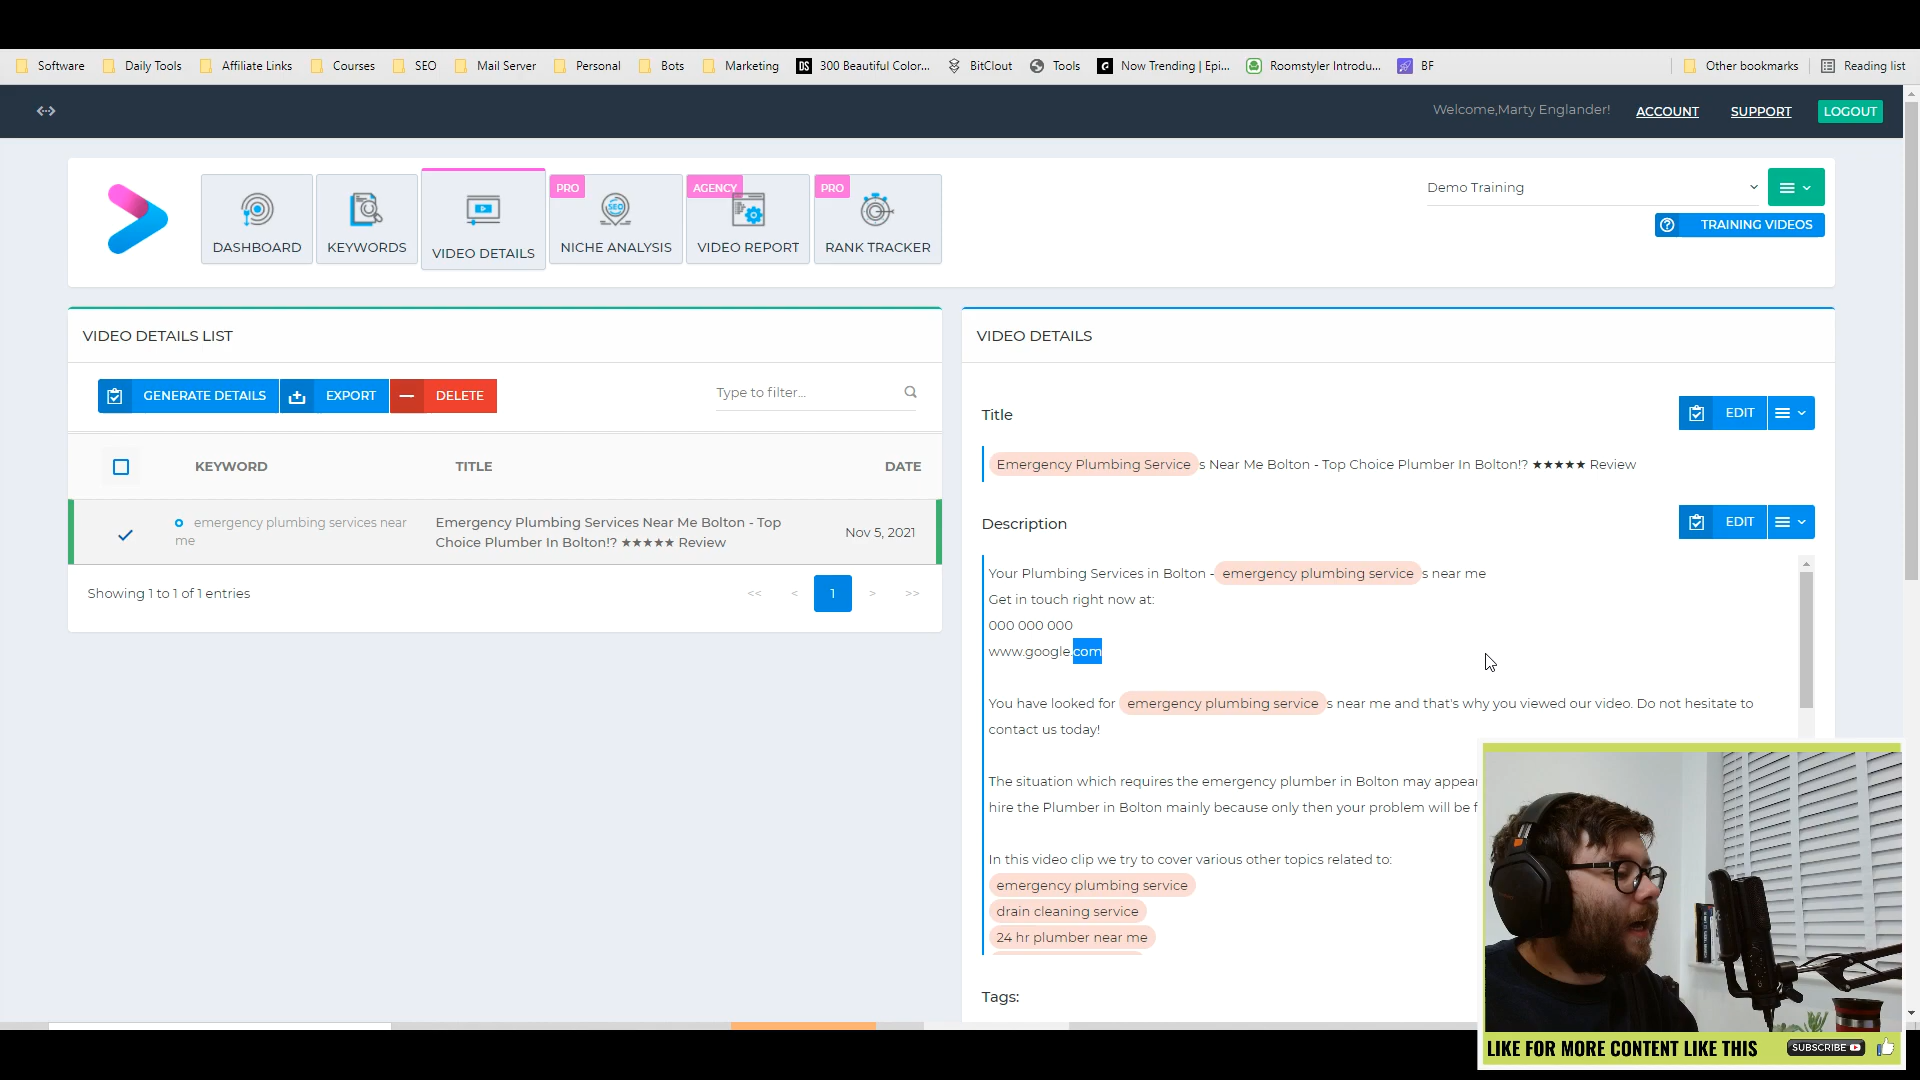 Software Daily Tools Affiliate Links Courses SEO Mail Server Personal Bots Marketing DS 300 Beautiful Color... BitClout Tools Now Trending | Epi... Roomstyler Introdu... BF Other bookmarks Reading list
Welcome,Marty Englander! ACCOUNT SUPPORT LOGOUT
PRO AGENCY PRO
Demo Training
SEO
TRAINING VIDEOS
DASHBOARD KEYWORDS VIDEO DETAILS NICHE ANALYSIS VIDEO REPORT RANK TRACKER
VIDEO DETAILS LIST
GENERATE DETAILS EXPORT DELETE Type to filter...
KEYWORD TITLE DATE
emergency plumbing services near
me
Emergency Plumbing Services Near Me Bolton - Top
Choice Plumber In Bolton!? ★★★★★ Review
Nov 5, 2021
Showing 1 to 1 of 1 entries << < 1 > >>
VIDEO DETAILS
Title EDIT
Emergency Plumbing Services Near Me Bolton - Top Choice Plumber In Bolton!? ★★★★★ Review
Description EDIT
Your Plumbing Services in Bolton - emergency plumbing services near me
Get in touch right now at:
000 000 000
www.google.com
You have looked for emergency plumbing services near me and that's why you viewed our video. Do not hesitate to
contact us today!
The situation which requires the emergency plumber in Bolton may appear
hire the Plumber in Bolton mainly because only then your problem will be f
In this video clip we try to cover various other topics related to:
emergency plumbing service
drain cleaning service
24 hr plumber near me
Tags:
LIKE FOR MORE CONTENT LIKE THIS SUBSCRIBE